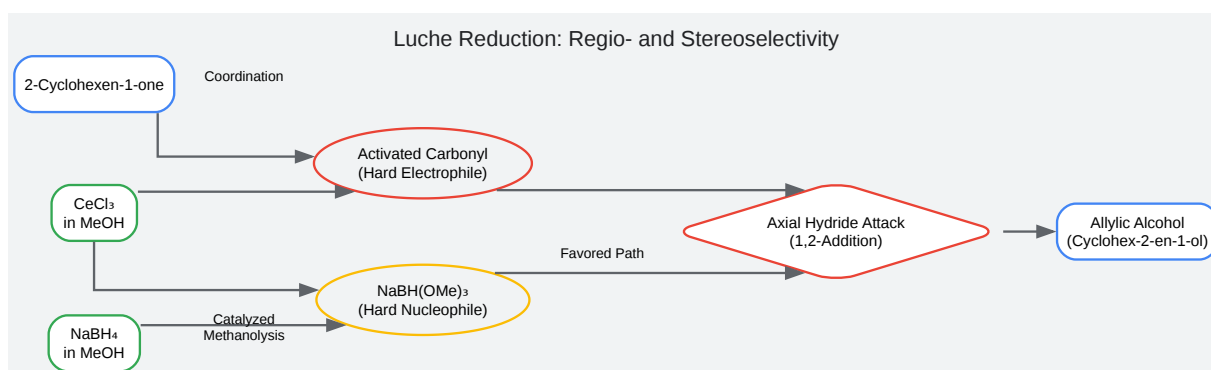 Luche Reduction: Regio- and Stereoselectivity
2-Cyclohexen-1-one
Coordination
Activated Carbonyl
(Hard Electrophile)
CeCl₃
in MeOH
Axial Hydride Attack
(1,2-Addition)
Allylic Alcohol
(Cyclohex-2-en-1-ol)
Favored Path
NaBH(OMe)₃
(Hard Nucleophile)
Catalyzed
Methanolysis
NaBH₄
in MeOH